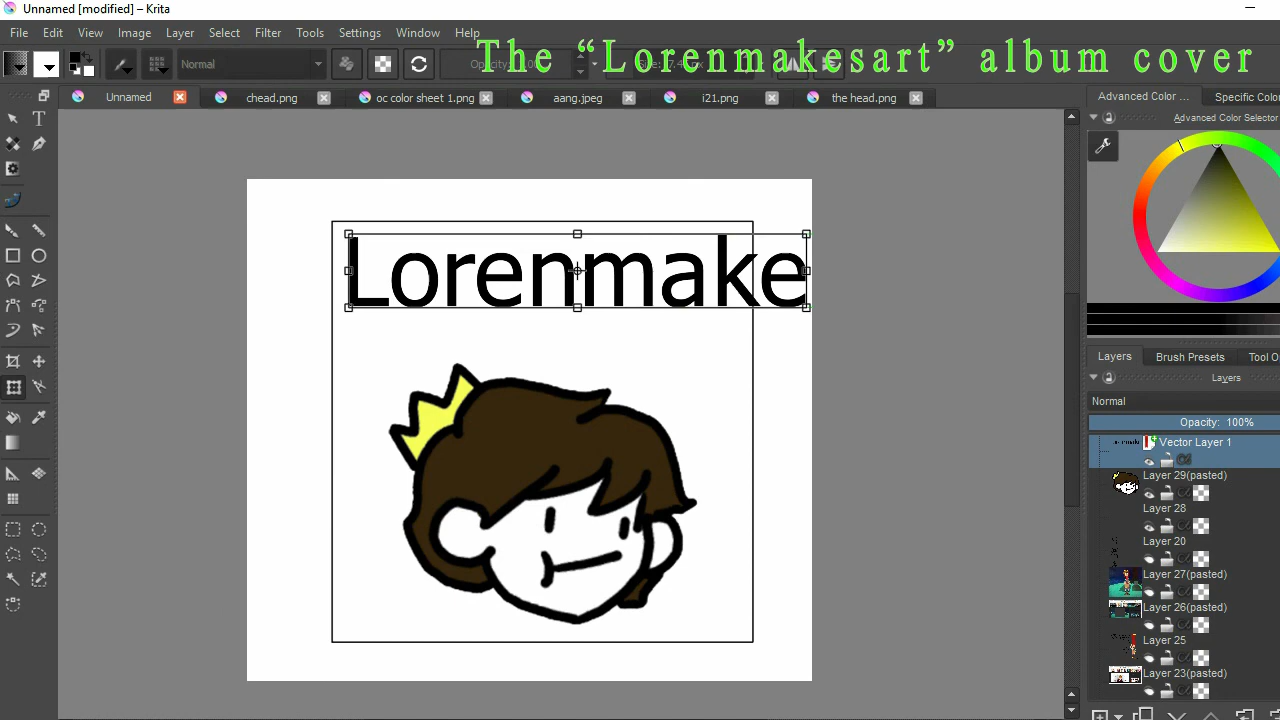 Unnamed [modified] – Krita
File Edit View Image Layer Select Filter Tools Settings Window Help
The “Lorenmakesart” album cover
Normal
Unnamed chead.png oc color sheet 1.png aang.jpeg i21.png the head.png
Advanced Color ... Specific Color
Advanced Color Selector
Lorenmake
Layers Brush Presets Tool O
Layers
Normal
Opacity: 100%
Vector Layer 1
Layer 29(pasted)
Layer 28
Layer 20
Layer 27(pasted)
Layer 26(pasted)
Layer 25
Layer 23(pasted)